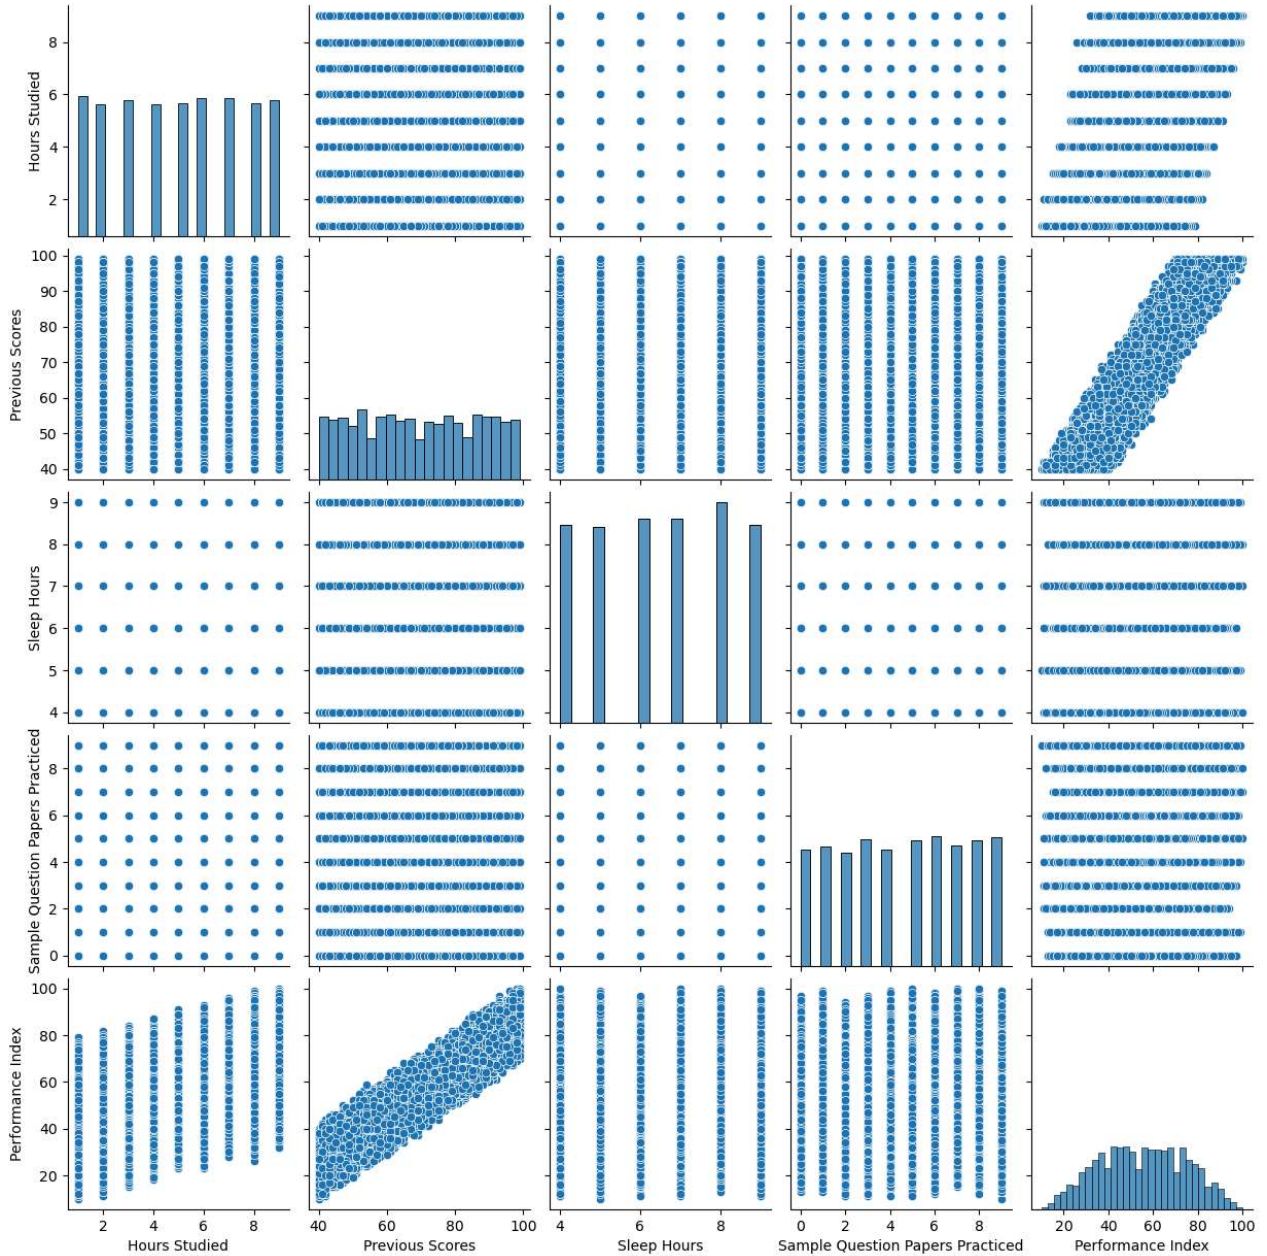 8
6
4
2
Hours Studied
100
90
80
70
60
50
40
Previous Scores
9
8
7
6
5
4
Sleep Hours
8
6
4
2
0
Sample Question Papers Practiced
100
80
60
40
20
Performance Index
2 4 6 8
40 60 80 100
4 6 8
0 2 4 6 8
20 40 60 80 100
Hours Studied
Previous Scores
Sleep Hours
Sample Question Papers Practiced
Performance Index